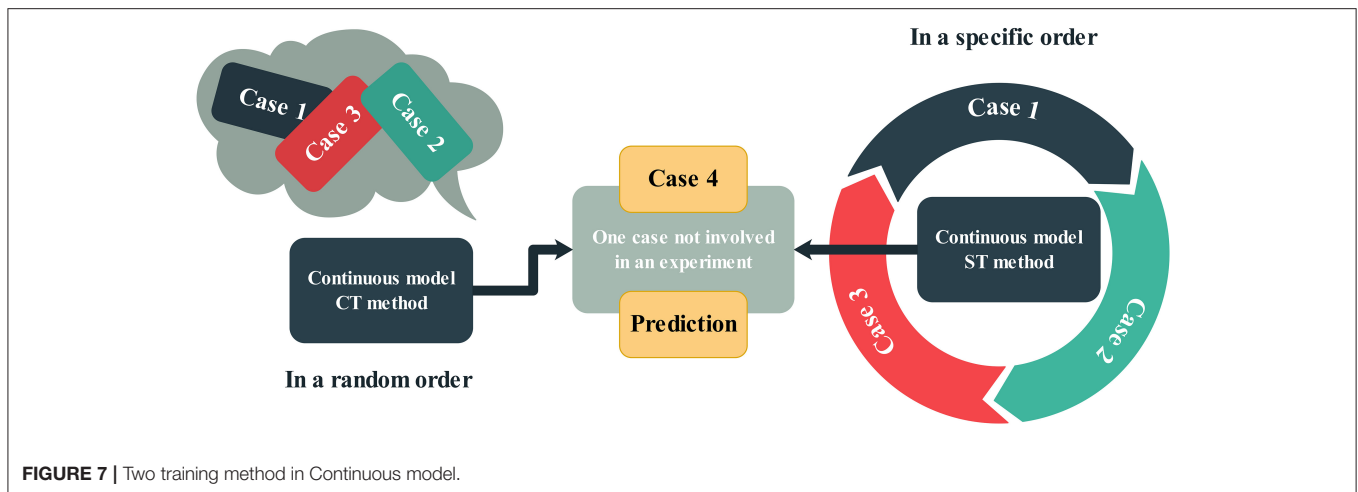 In a specific order
Case 1
Case 3
Case 2
Case 1
Case 4
One case not involved
in an experiment
Prediction
Continuous model
CT method
Continuous model
ST method
Case 3
Case 2
In a random order
FIGURE 7 | Two training method in Continuous model.